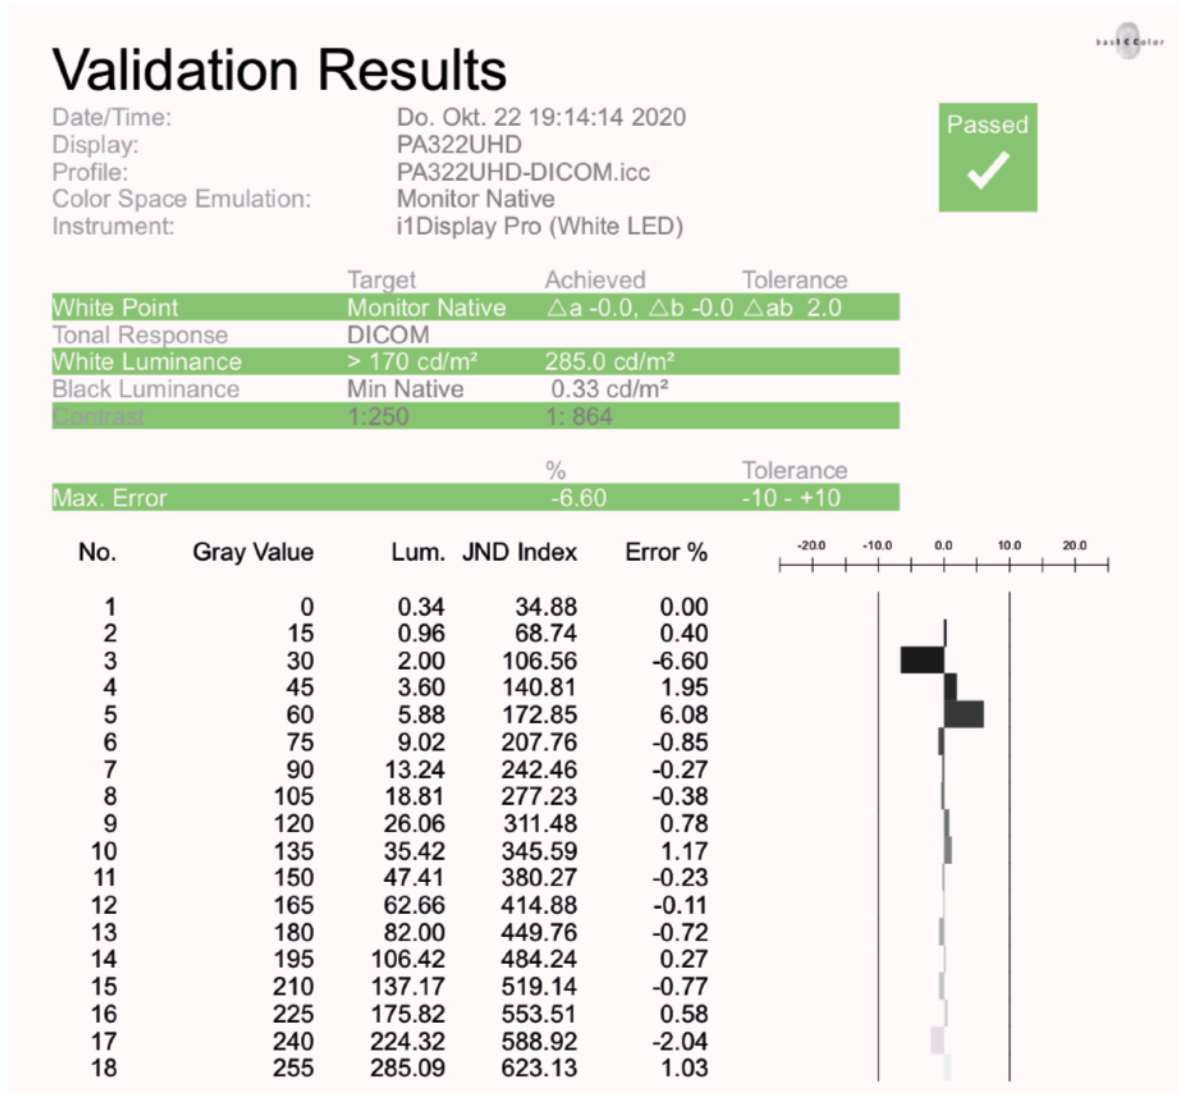 basICColor
Validation Results
Date/Time: Do. Okt. 22 19:14:14 2020
Display: PA322UHD
Profile: PA322UHD-DICOM.icc
Color Space Emulation: Monitor Native
Instrument: i1Display Pro (White LED)
Passed
Target Achieved Tolerance
White Point Monitor Native △a -0.0, △b -0.0 △ab 2.0
Tonal Response DICOM
White Luminance > 170 cd/m² 285.0 cd/m²
Black Luminance Min Native 0.33 cd/m²
Contrast 1:250 1: 864
% Tolerance
Max. Error -6.60 -10 - +10
No. Gray Value Lum. JND Index Error % -20.0 -10.0 0.0 10.0 20.0
1 0 0.34 34.88 0.00
2 15 0.96 68.74 0.40
3 30 2.00 106.56 -6.60
4 45 3.60 140.81 1.95
5 60 5.88 172.85 6.08
6 75 9.02 207.76 -0.85
7 90 13.24 242.46 -0.27
8 105 18.81 277.23 -0.38
9 120 26.06 311.48 0.78
10 135 35.42 345.59 1.17
11 150 47.41 380.27 -0.23
12 165 62.66 414.88 -0.11
13 180 82.00 449.76 -0.72
14 195 106.42 484.24 0.27
15 210 137.17 519.14 -0.77
16 225 175.82 553.51 0.58
17 240 224.32 588.92 -2.04
18 255 285.09 623.13 1.03